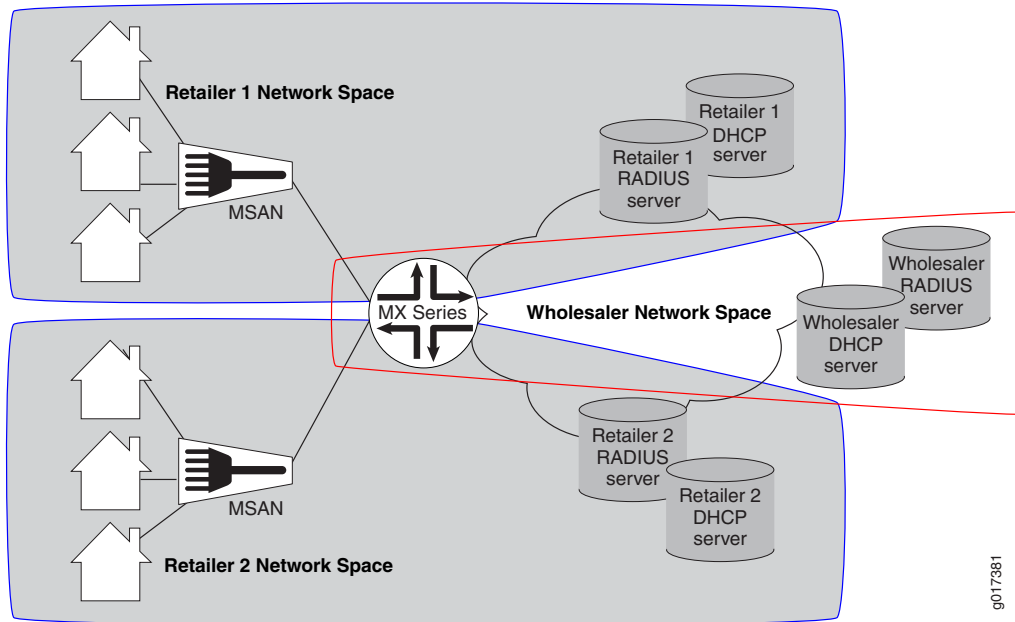 Retailer 1 Network Space
MSAN
Retailer 1
DHCP
server
Retailer 1
RADIUS
server
MX Series
Wholesaler Network Space
Wholesaler
RADIUS
server
Wholesaler
DHCP
server
MSAN
Retailer 2 Network Space
Retailer 2
RADIUS
server
Retailer 2
DHCP
server
g017381